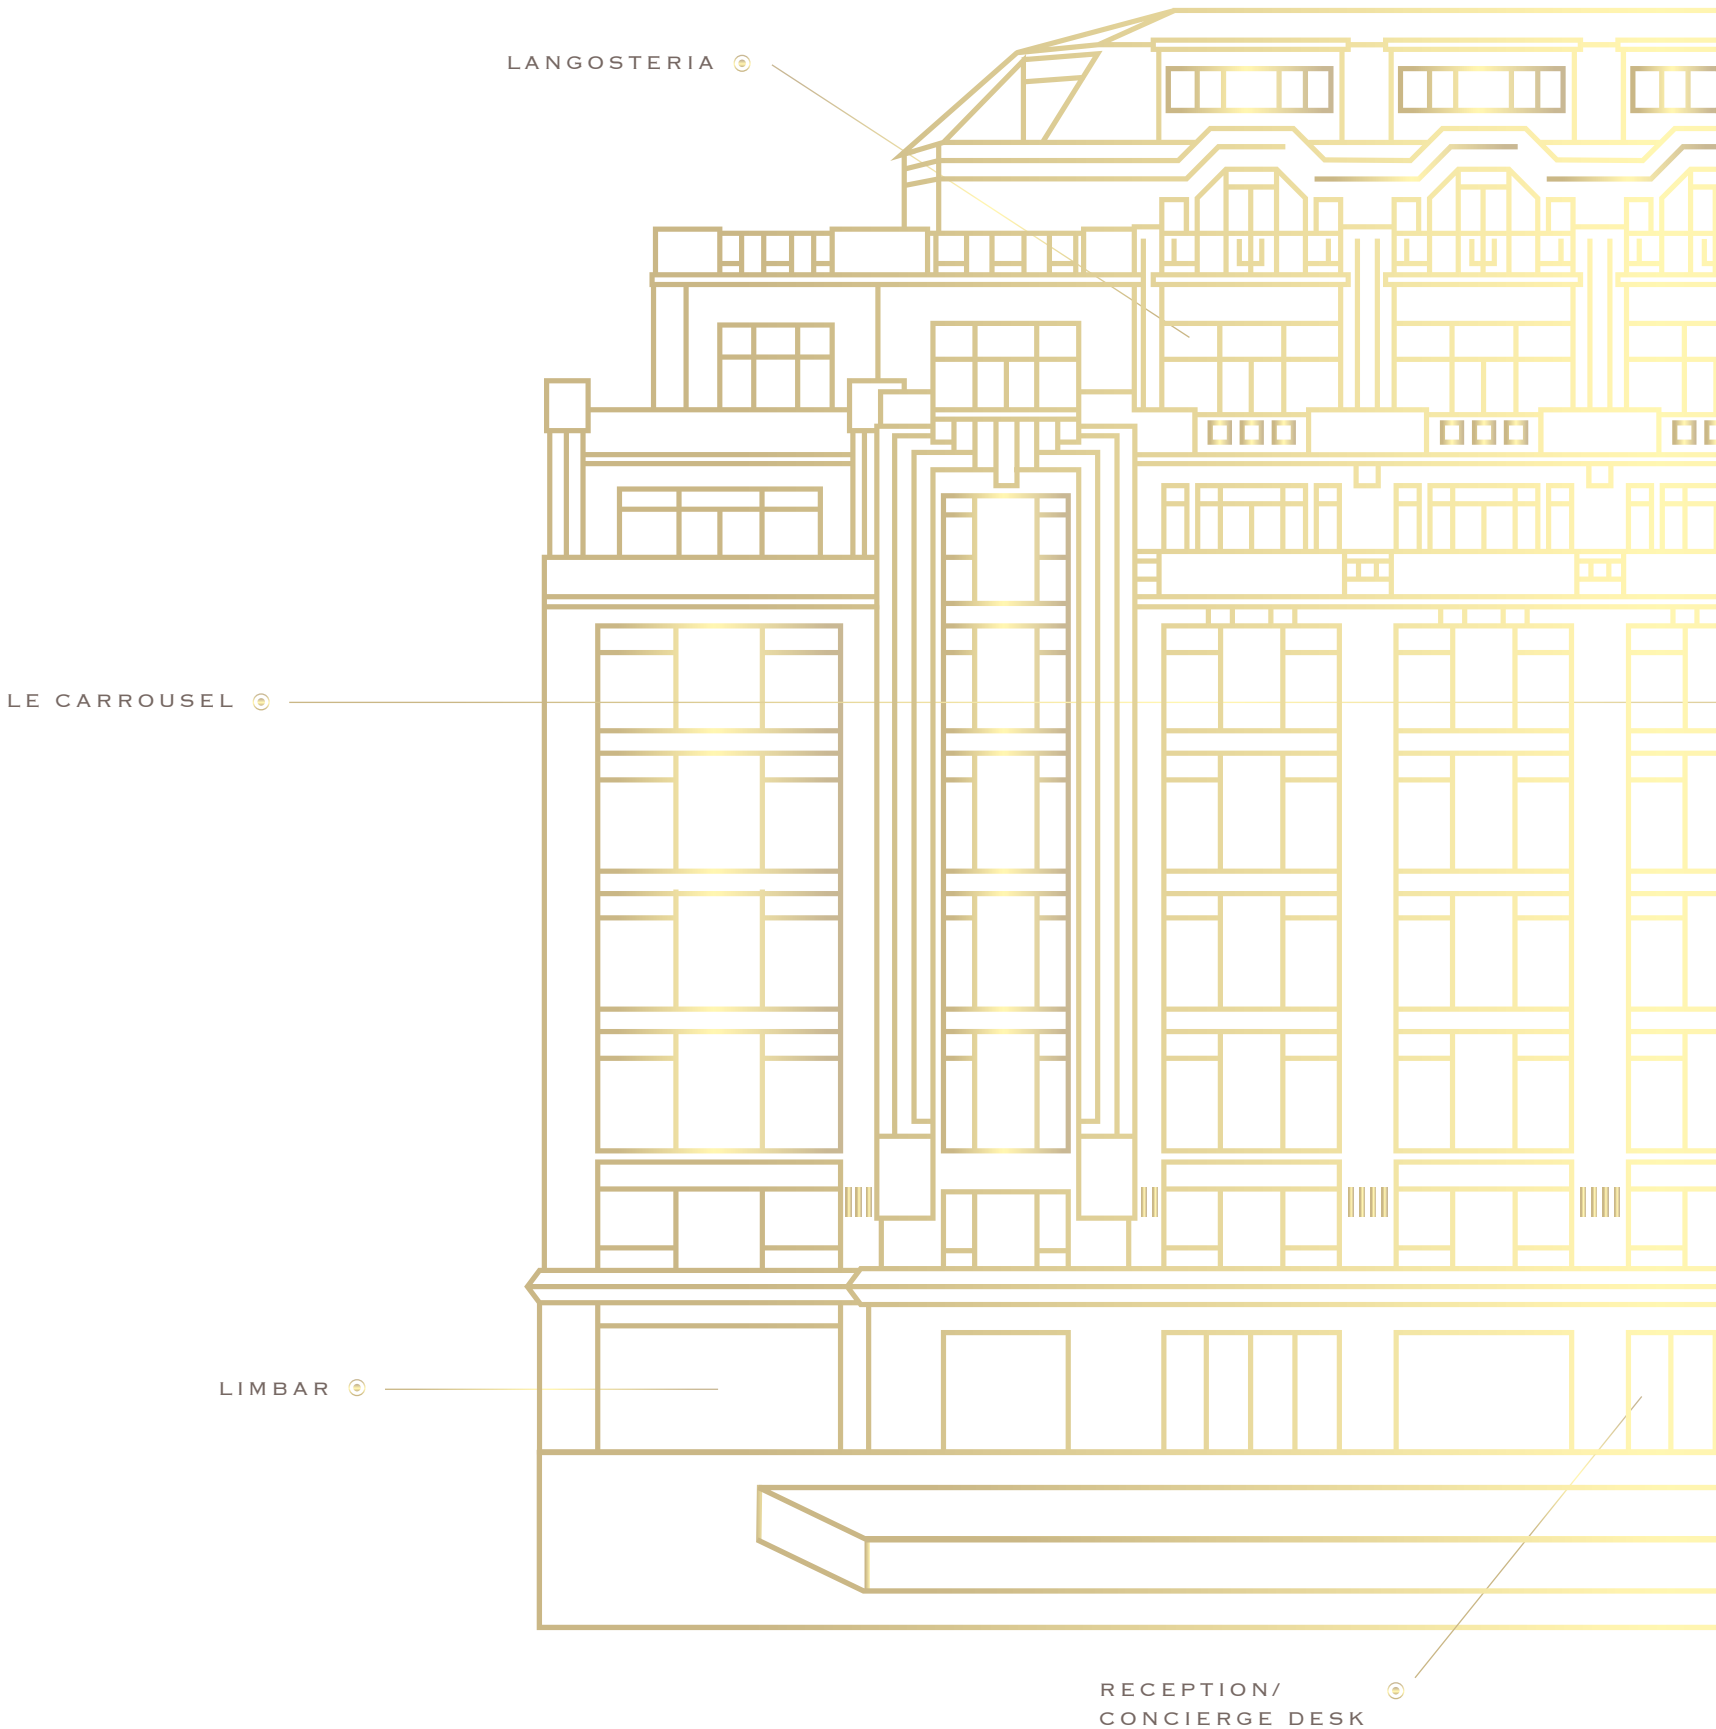 LANGOSTERIA
LE CARROUSEL
LIMBAR
RECEPTION/
CONCIERGE DESK